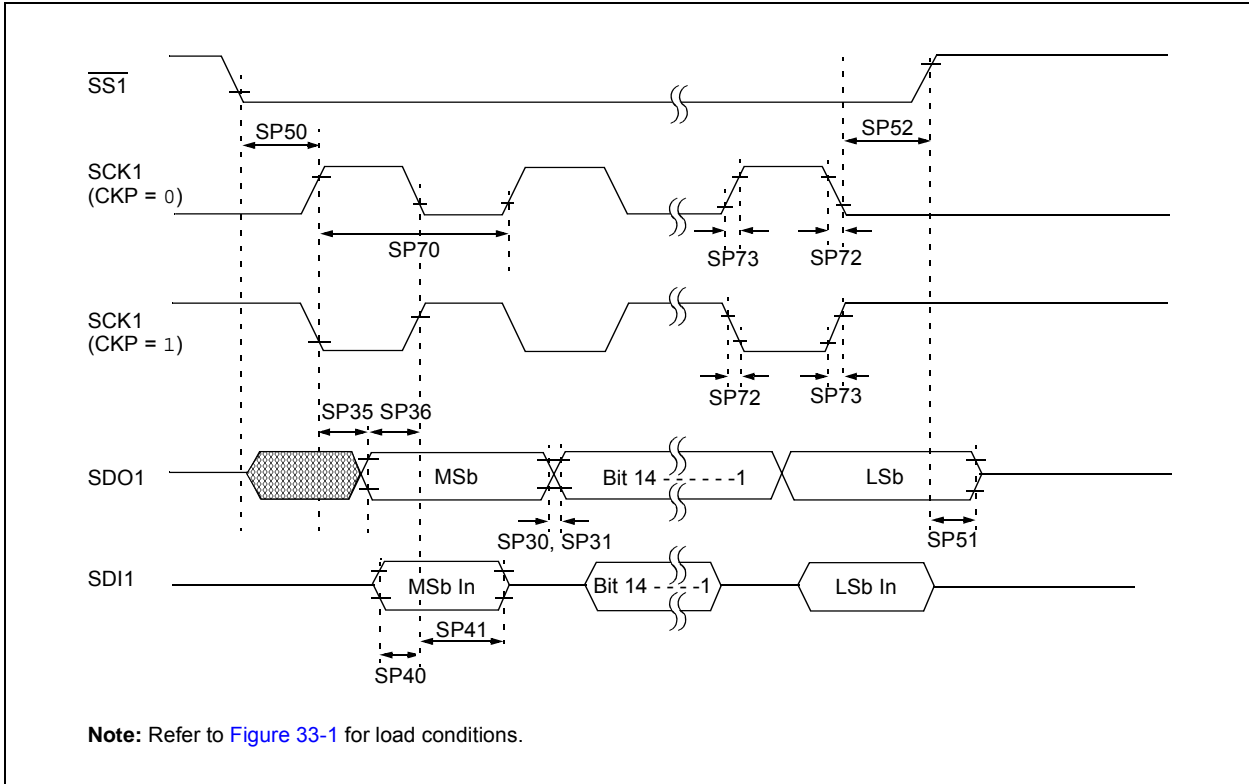 SS1
SP50
SP52
SCK1
(CKP = 0)
SP70
SP73
SP72
SCK1
(CKP = 1)
SP72
SP73
SP35
SP36
SDO1
MSb
Bit 14 - - - - - -1
LSb
SP30, SP31
SP51
SDI1
MSb In
Bit 14 - - - -1
LSb In
SP41
SP40
Note: Refer to Figure 33-1 for load conditions.